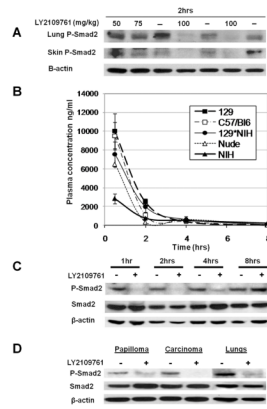 2hrs
A
LY2109761 (mg/kg) 50 75 – 100 – 100 –
Lung P-Smad2
Skin P-Smad2
B-actin
B
Plasma concentration ng/ml
14000
12000
10000
8000
6000
4000
2000
0
129
C57/Bl6
129*NIH
Nude
NIH
0 2 4 6 8
Time (hrs)
C
1hr 2hrs 4hrs 8hrs
LY2109761 - + - + - + - +
P-Smad2
Smad2
β-actin
D
Papilloma Carcinoma Lungs
LY2109761 - + - + - +
P-Smad2
Smad2
β-actin